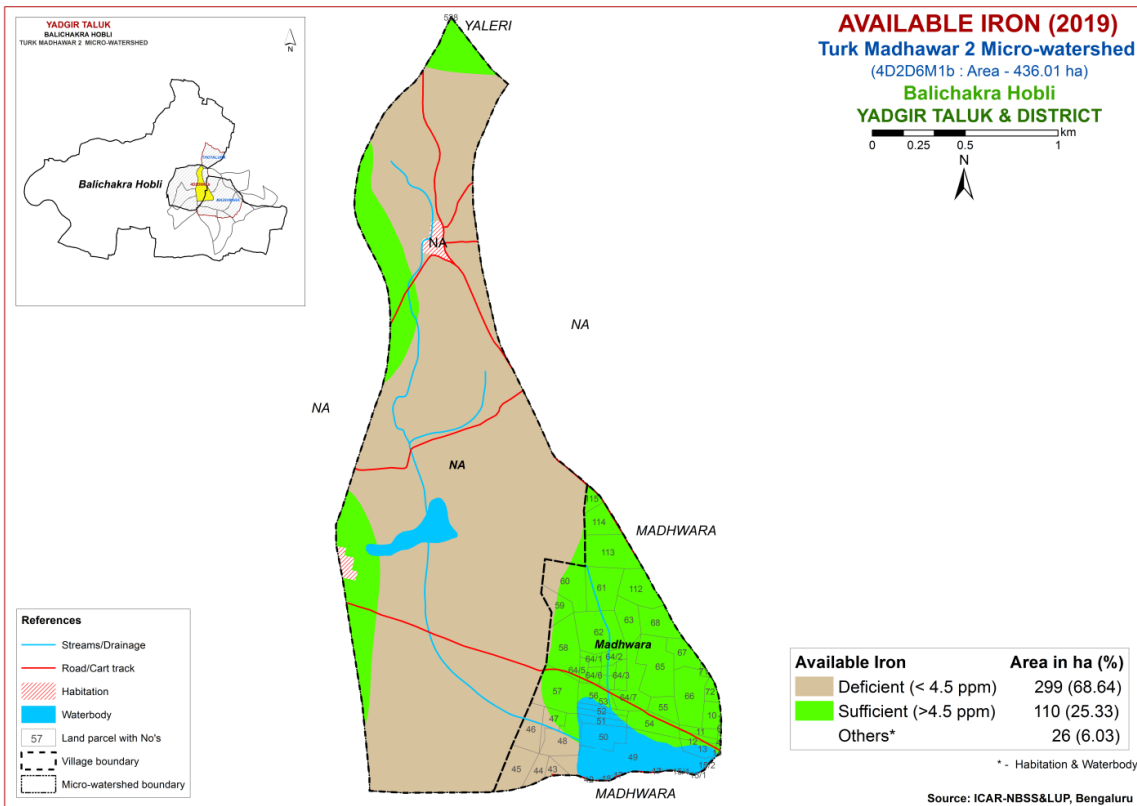 YADGIR TALUK
BALICHAKRA HOBLI
TURK MADHAWAR 2 MICRO-WATERSHED
N
Balichakra Hobli
AVAILABLE IRON (2019)
Turk Madhawar 2 Micro-watershed
(4D2D6M1b : Area - 436.01 ha)
Balichakra Hobli
YADGIR TALUK & DISTRICT
0 0.25 0.5 1 km
N
YALERI
NA
NA
NA
NA
MADHWARA
115
114
113
60
61
112
59
62
63
68
58
Madhwara
67
64/1
64/2
65
64/5
64/6
64/3
57
56
64/7
66
72
53
55
47
52
10
46
51
54
50
11
48
12
13
49
45
44
43
15/2
MADHWARA
References
Streams/Drainage
Road/Cart track
Habitation
Waterbody
57 Land parcel with No's
Village boundary
Micro-watershed boundary
Available Iron Area in ha (%)
Deficient (< 4.5 ppm) 299 (68.64)
Sufficient (>4.5 ppm) 110 (25.33)
Others* 26 (6.03)
* - Habitation & Waterbody
Source: ICAR-NBSS&LUP, Bengaluru